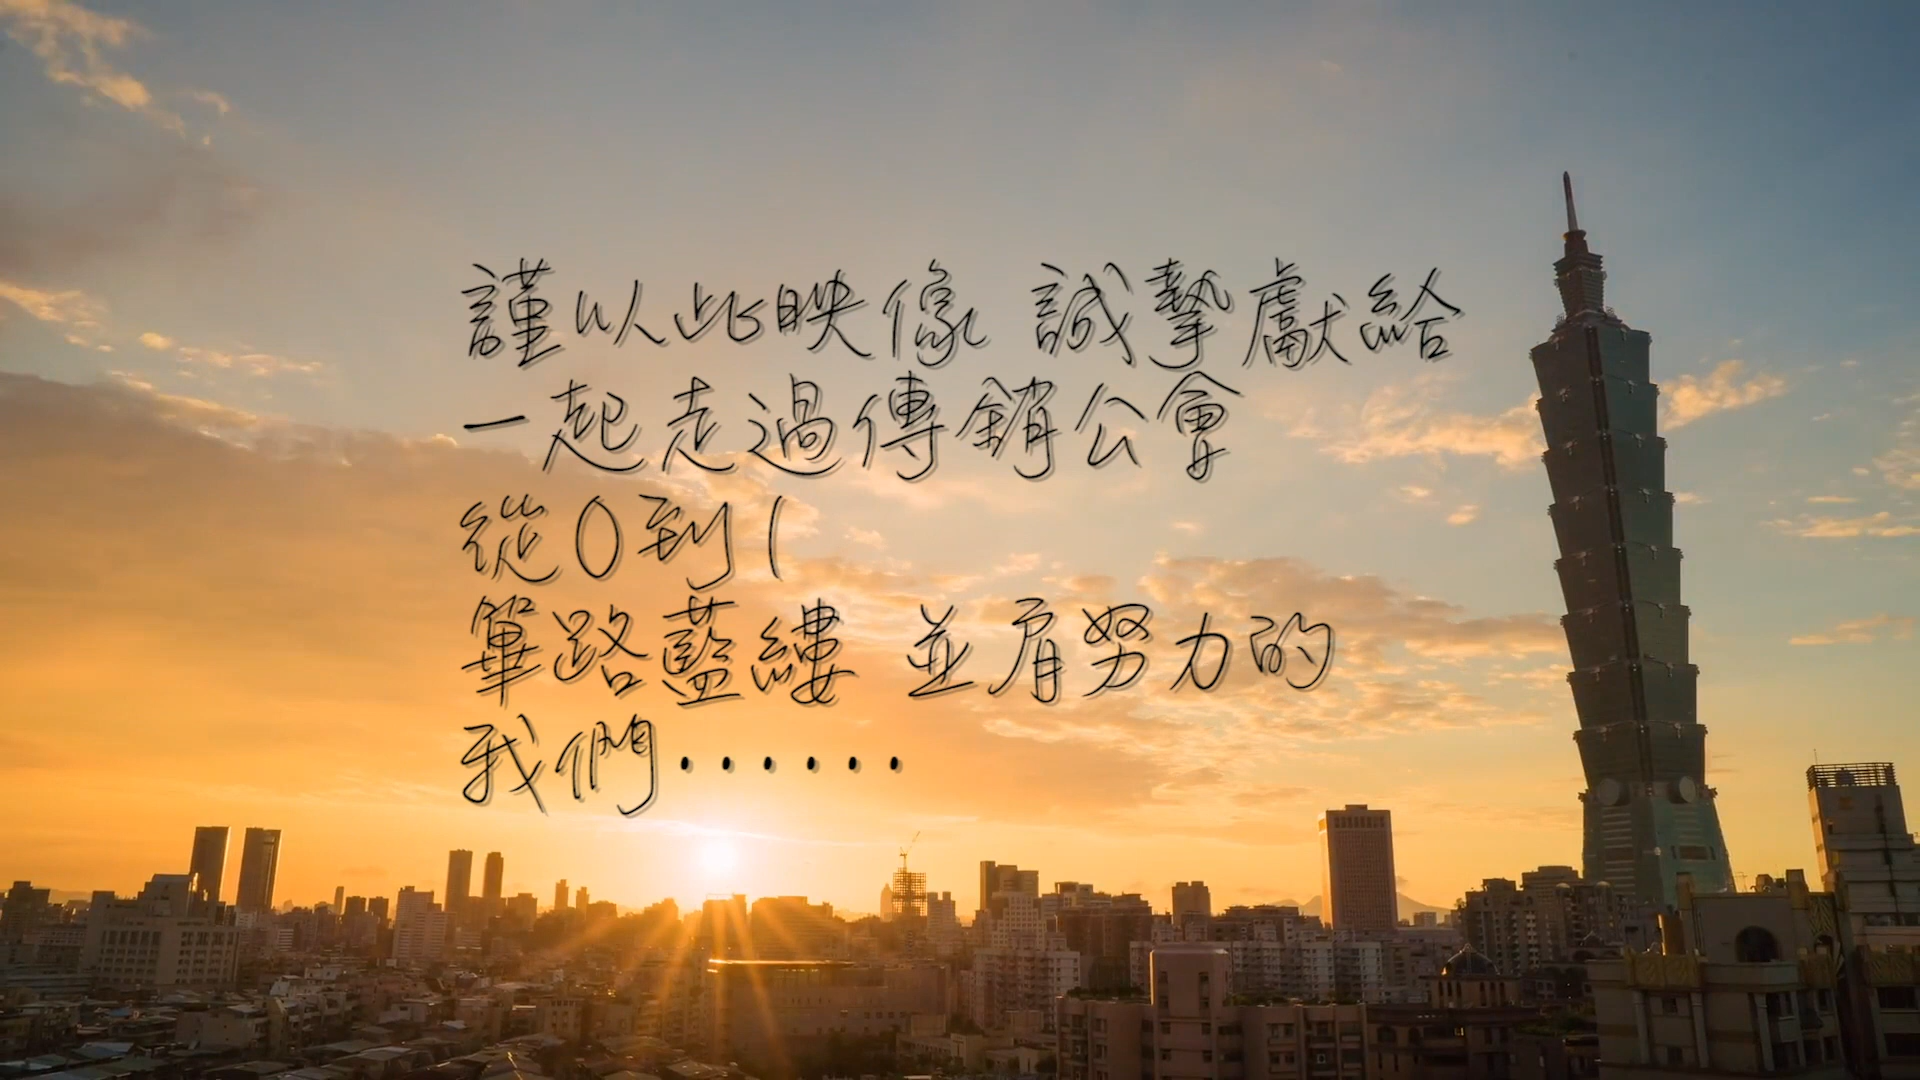 謹以此映像 誠摯獻給
一起走過傳銷公會
從0到1
篳路藍縷 並肩努力的
我們......